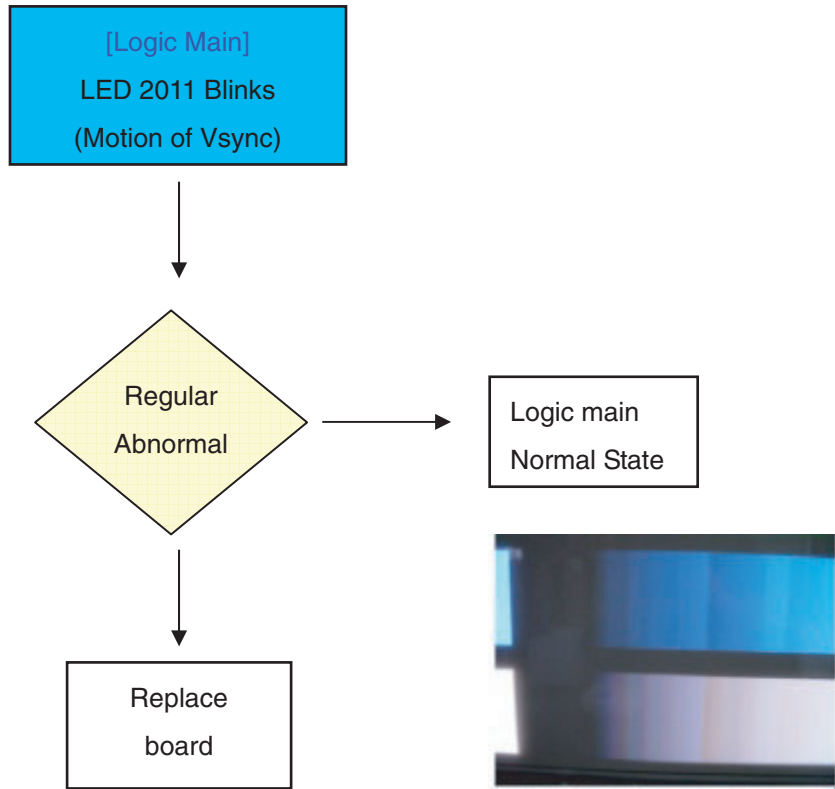 [Logic Main]
LED 2011 Blinks
(Motion of Vsync)
Regular
Abnormal
Logic main
Normal State
Replace
board